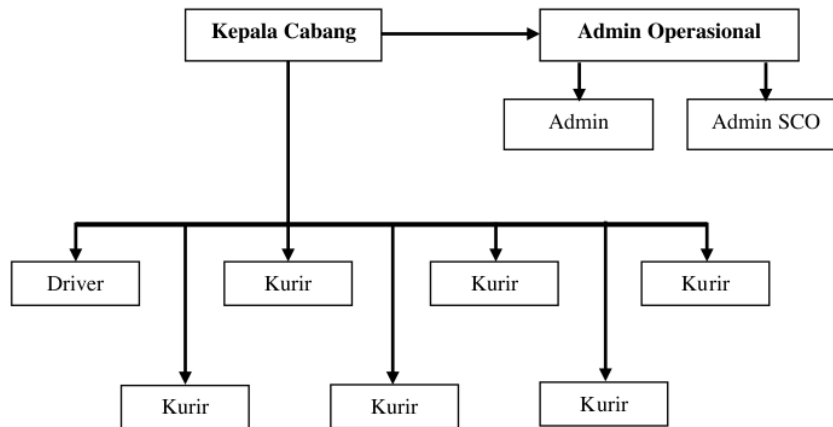 Kepala Cabang
Admin Operasional
Admin
Admin SCO
Driver
Kurir
Kurir
Kurir
Kurir
Kurir
Kurir